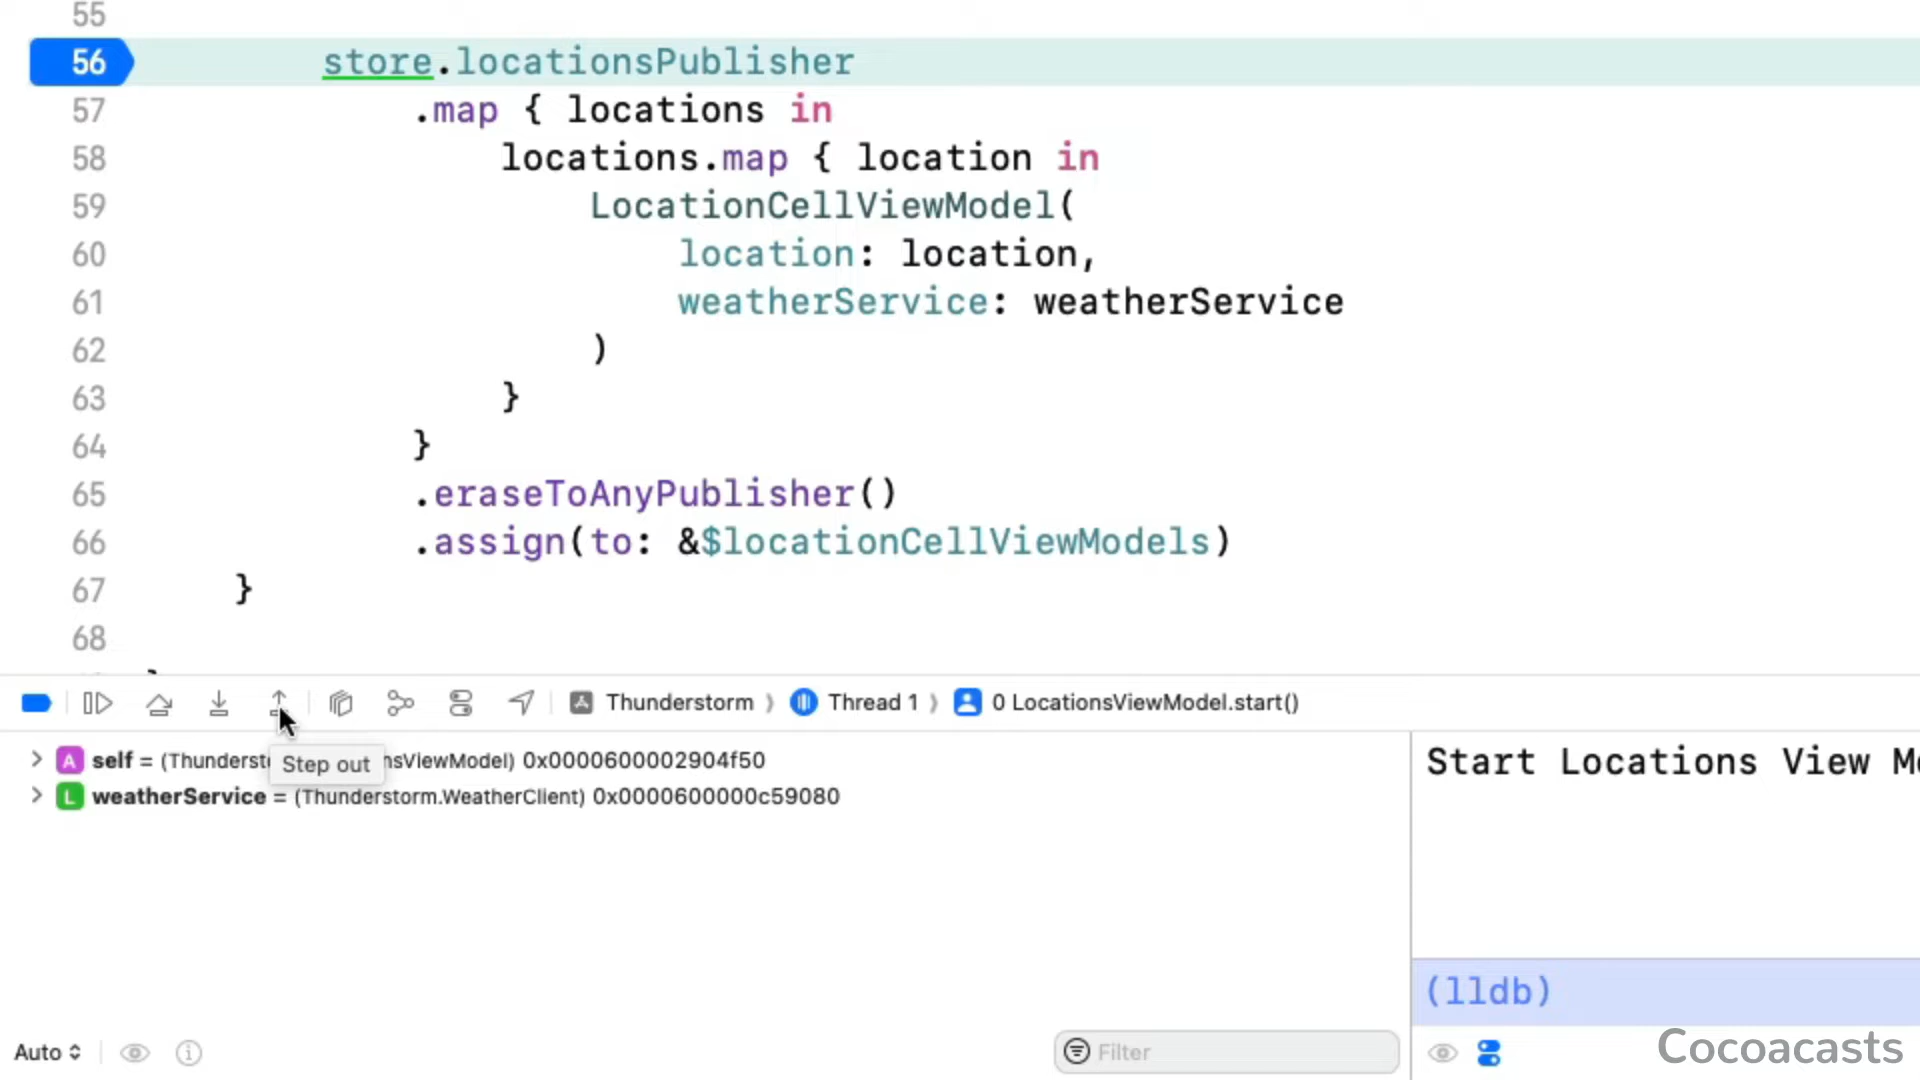 55
56 store.locationsPublisher
57 .map { locations in
58 locations.map { location in
59 LocationCellViewModel(
60 location: location,
61 weatherService: weatherService
62 )
63 }
64 }
65 .eraseToAnyPublisher()
66 .assign(to: &$locationCellViewModels)
67 }
68
Thunderstorm ⟩ Thread 1 ⟩ 0 LocationsViewModel.start()
A self = (Thunderst nsViewModel) 0x0000600002904f50
Step out
L weatherService = (Thunderstorm.WeatherClient) 0x0000600000c59080
Start Locations View M
(lldb)
Auto
Filter
Cocoacasts